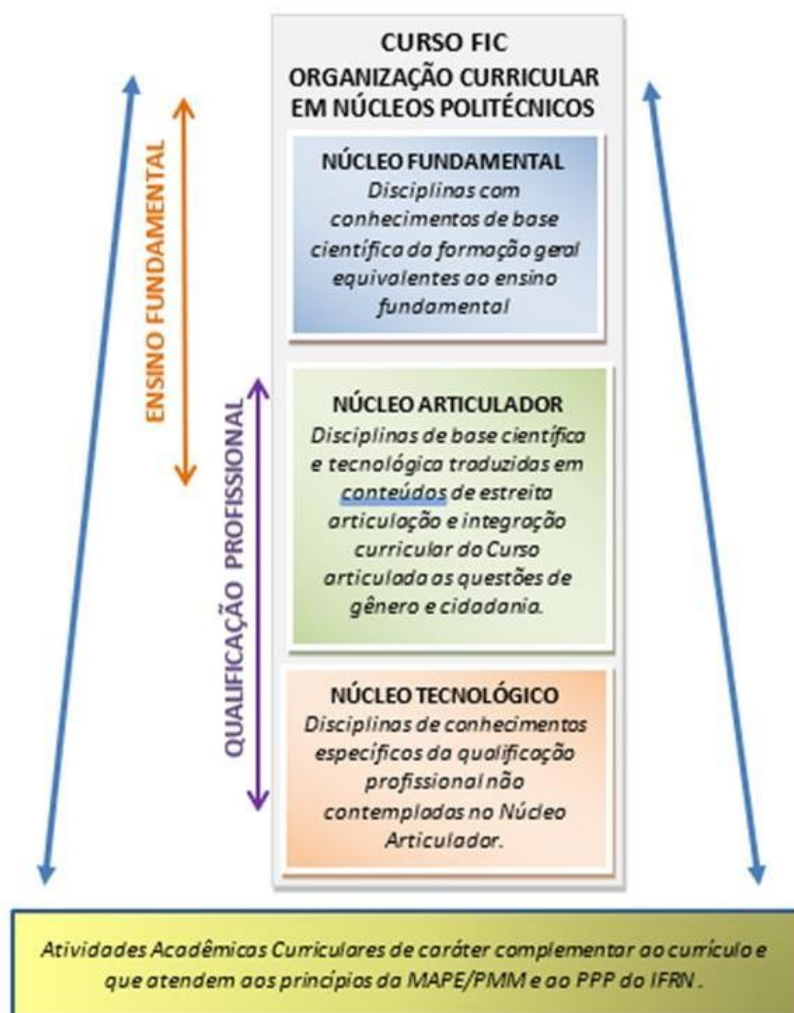 CURSO FIC
ORGANIZAÇÃO CURRICULAR
EM NÚCLEOS POLITÉCNICOS
ENSINO FUNDAMENTAL
NÚCLEO FUNDAMENTAL
Disciplinas com
conhecimentos de base
científica da formação geral
equivalentes ao ensino
fundamental
QUALIFICAÇÃO PROFISSIONAL
NÚCLEO ARTICULADOR
Disciplinas de base científica
e tecnológica traduzidas em
conteúdos de estreita
articulação e integração
curricular do Curso
articulada as questões de
gênero e cidadania.
NÚCLEO TECNOLÓGICO
Disciplinas de conhecimentos
específicos da qualificação
profissional não
contempladas no Núcleo
Articulador.
Atividades Acadêmicas Curriculares de caráter complementar ao currículo e
que atendem aos princípios da MAPE/PMM e ao PPP do IFRN.